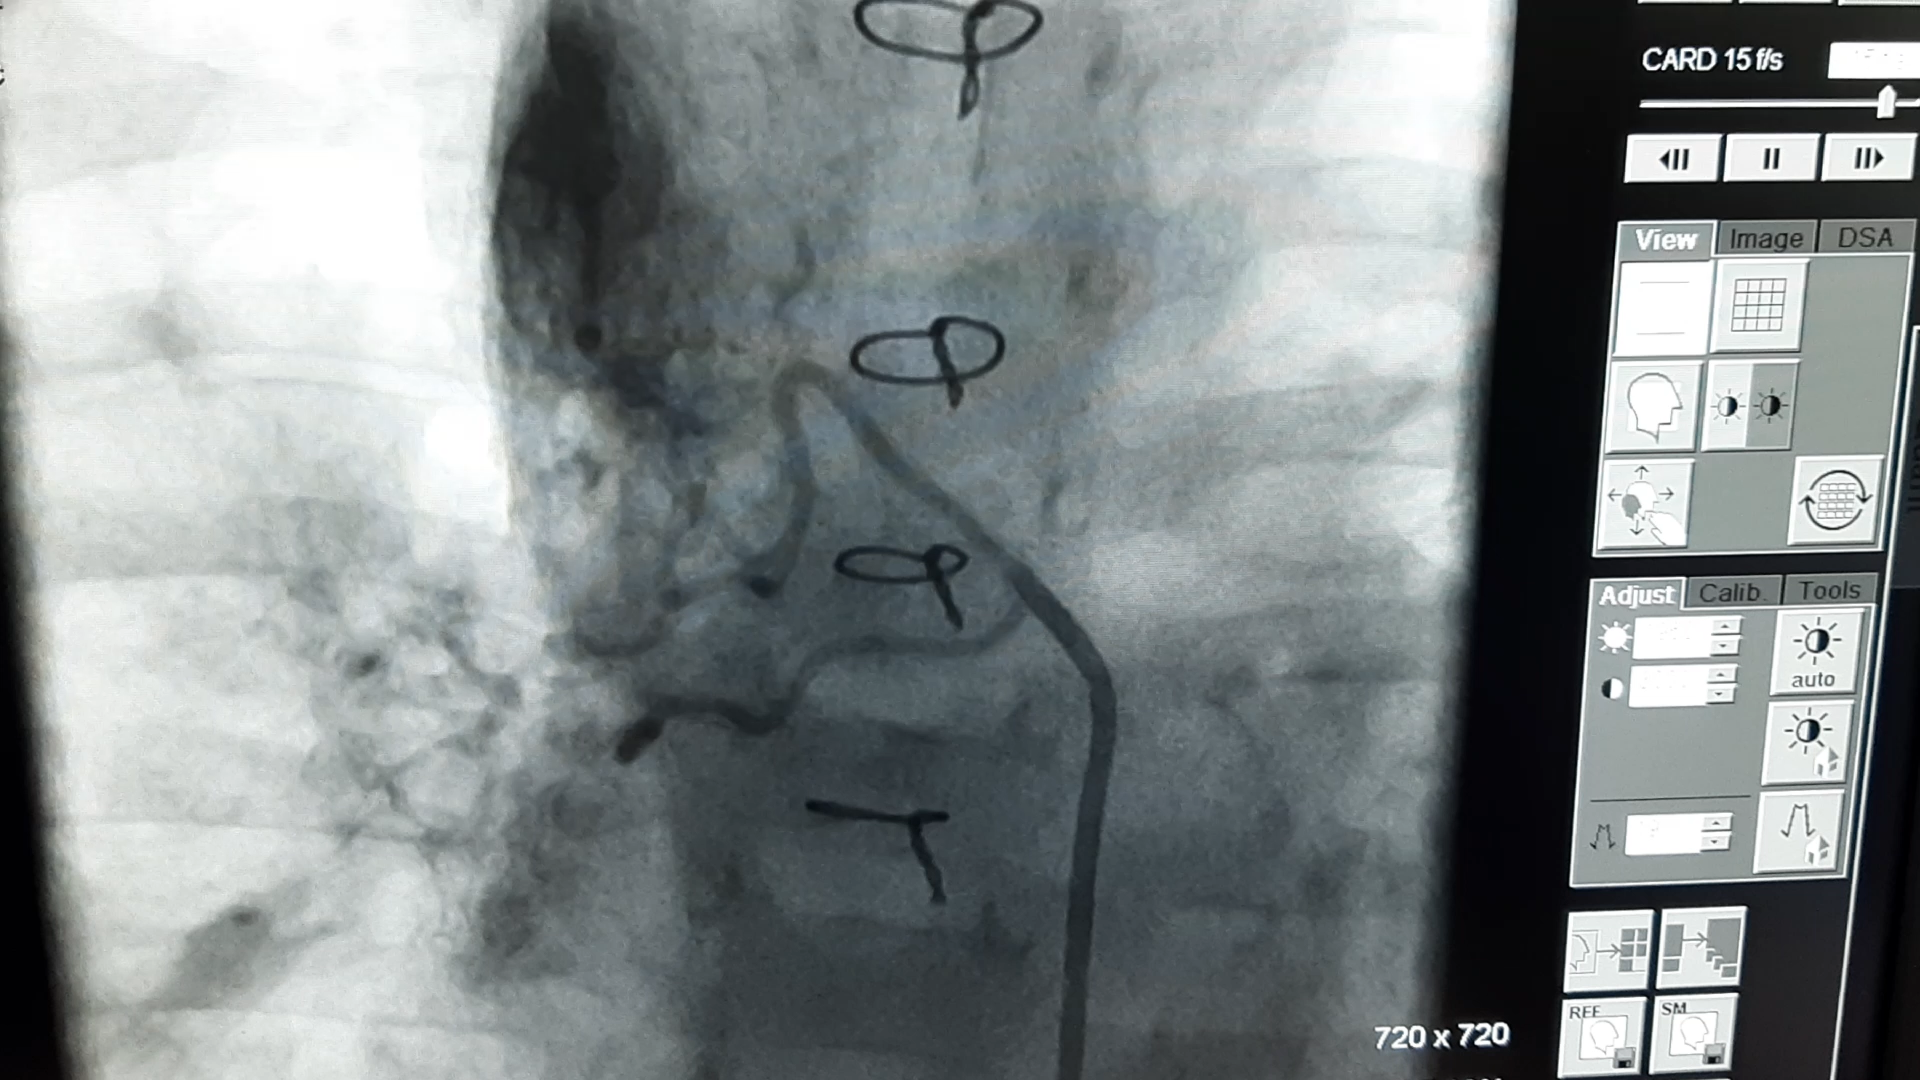 CARD 15 f/s
View Image DSA
Adjust Calib. Tools
auto
REF SM
720 x 720